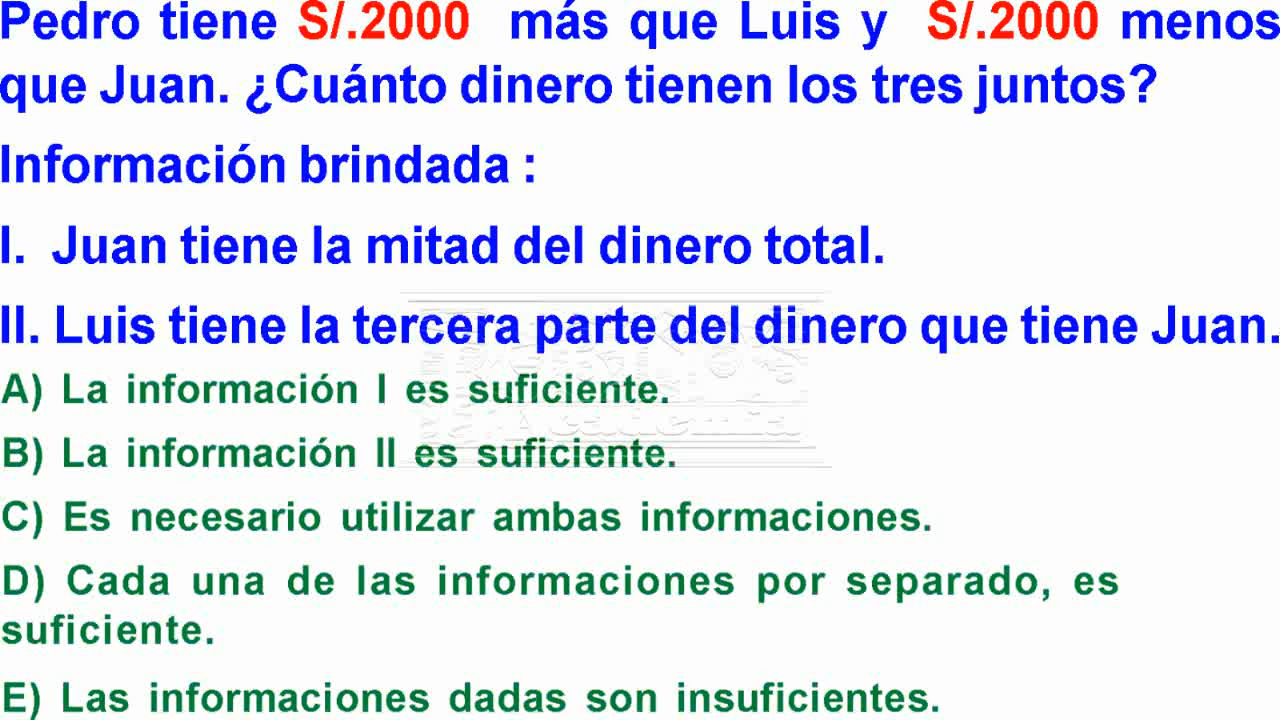 Pedro tiene S/.2000 más que Luis y S/.2000 menos
que Juan. ¿Cuánto dinero tienen los tres juntos?
Información brindada :
I. Juan tiene la mitad del dinero total.
II. Luis tiene la tercera parte del dinero que tiene Juan.
A) La información I es suficiente.
B) La información II es suficiente.
C) Es necesario utilizar ambas informaciones.
D) Cada una de las informaciones por separado, es
suficiente.
E) Las informaciones dadas son insuficientes.